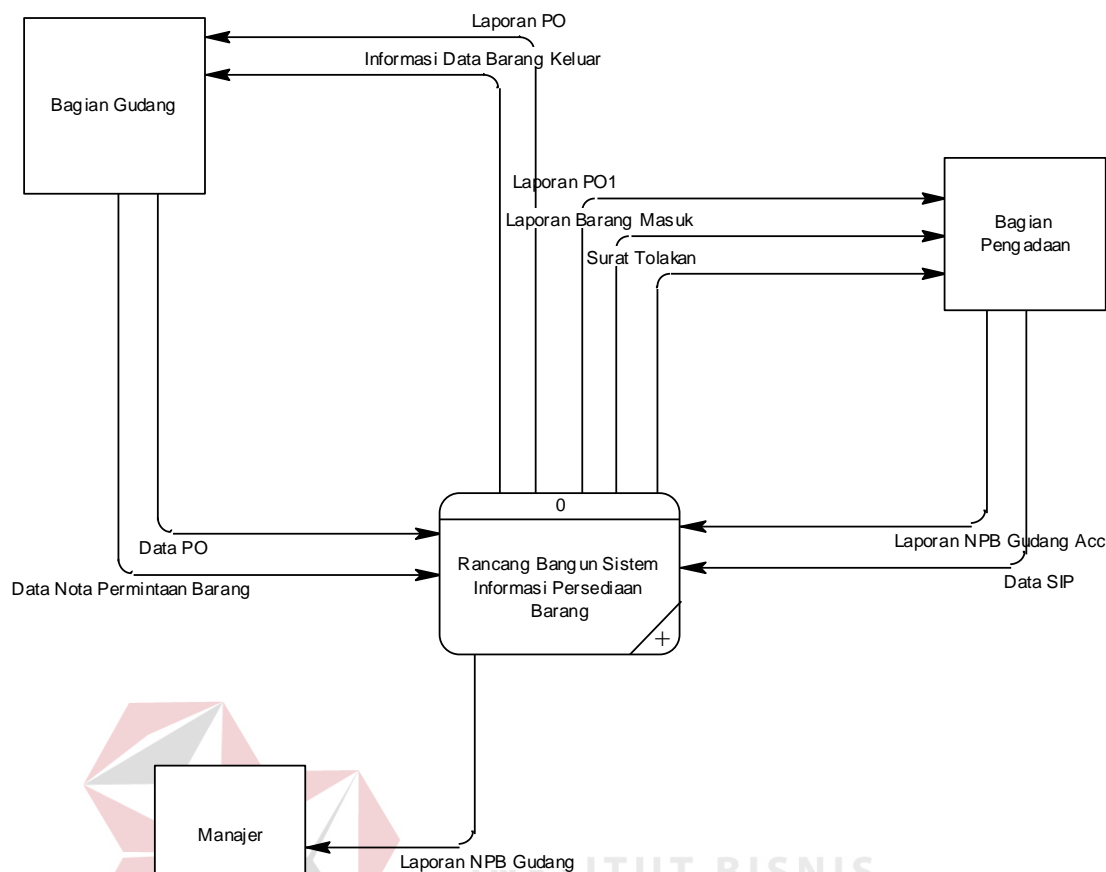 Laporan PO
Informasi Data Barang Keluar
Bagian Gudang
Laporan PO1
Laporan Barang Masuk
Surat Tolakan
Bagian
Pengadaan
0
Rancang Bangun Sistem
Informasi Persediaan
Barang
+
Data PO
Data Nota Permintaan Barang
Laporan NPB Gudang Acc
Data SIP
Manajer
Laporan NPB Gudang
INSTITUT BISNIS